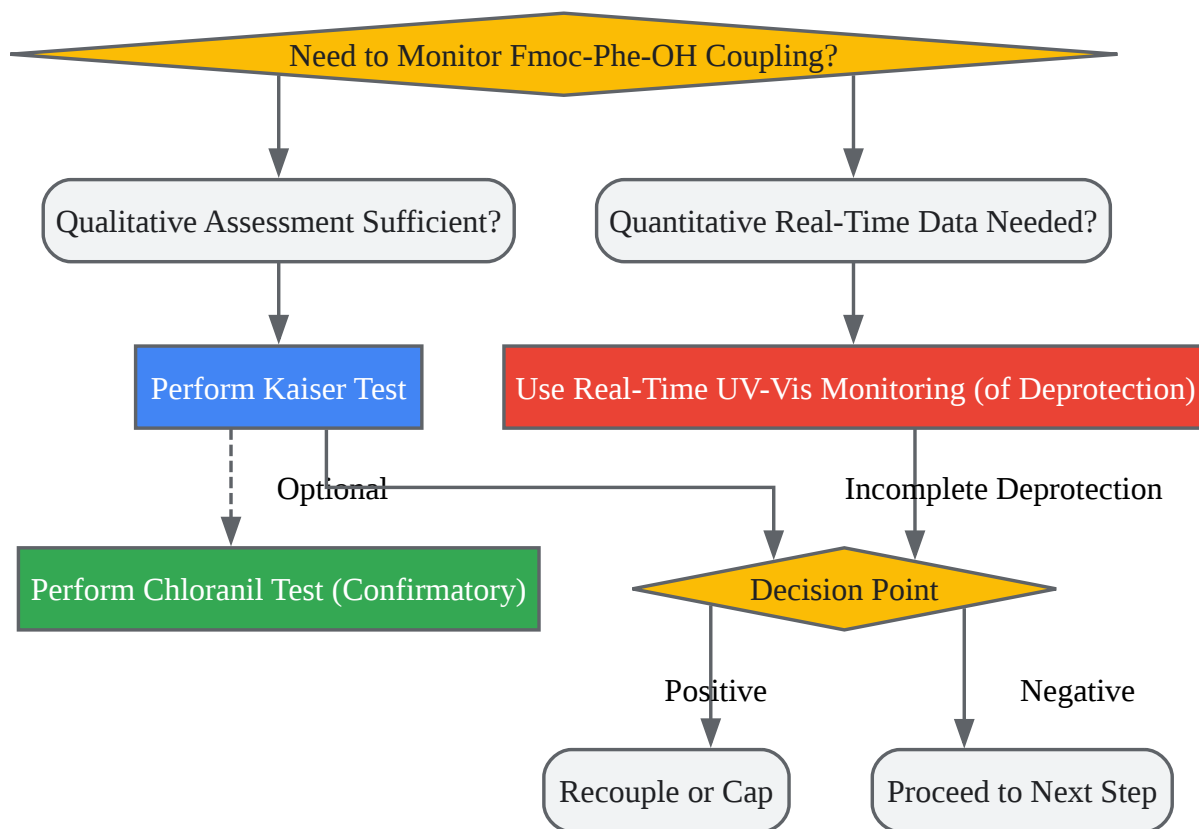 Need to Monitor Fmoc-Phe-OH Coupling?
Qualitative Assessment Sufficient?
Quantitative Real-Time Data Needed?
Perform Kaiser Test
Use Real-Time UV-Vis Monitoring (of Deprotection)
Optional
Incomplete Deprotection
Perform Chloranil Test (Confirmatory)
Decision Point
Positive
Negative
Recouple or Cap
Proceed to Next Step